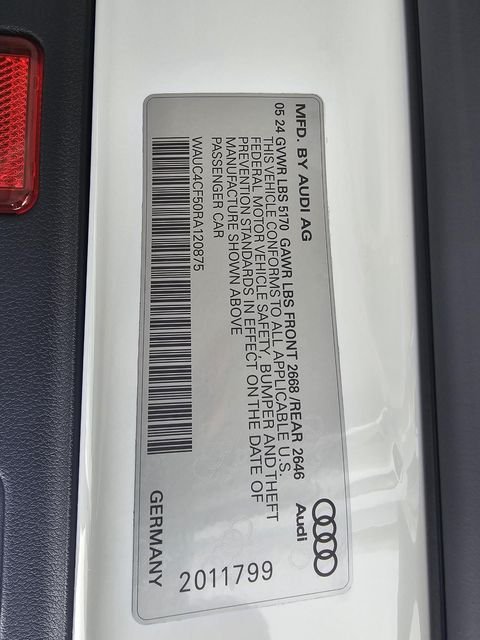 MFD. BY AUDI AG
05 24 GVWR LBS 5170 GAWR LBS FRONT 2668 /REAR 2646
THIS VEHICLE CONFORMS TO ALL APPLICABLE U.S.
FEDERAL MOTOR VEHICLE SAFETY, BUMPER AND THEFT
PREVENTION STANDARDS IN EFFECT ON THE DATE OF
MANUFACTURE SHOWN ABOVE
PASSENGER CAR
WAUC4CF50RA120875
Audi
2011799
GERMANY